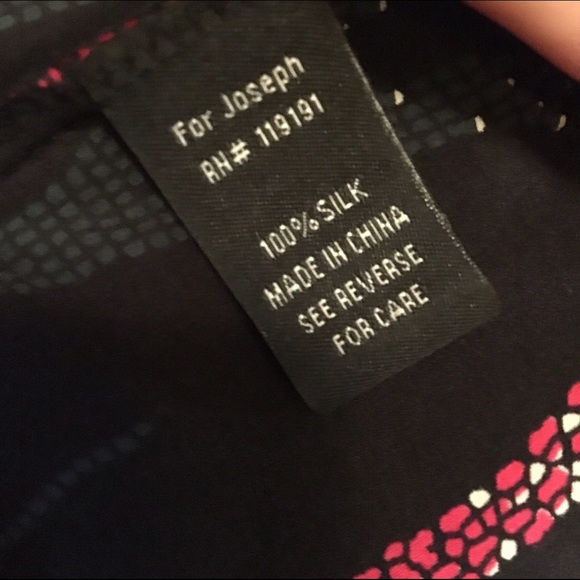 For Joseph
RN# 119191
100% SILK
MADE IN CHINA
SEE REVERSE
FOR CARE